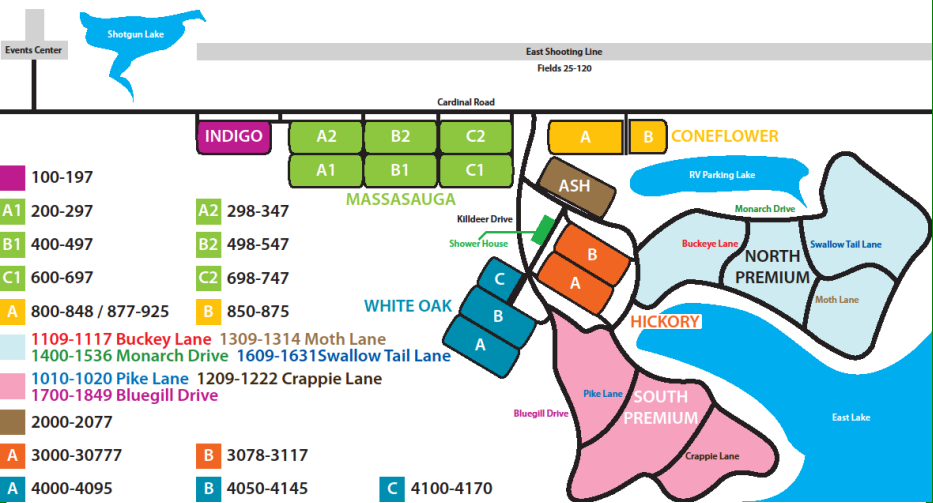 Shotgun Lake
Events Center
East Shooting Line
Fields 25-120
Cardinal Road
INDIGO
A2 B2 C2
A B CONEFLOWER
A1 B1 C1
ASH
RV Parking Lake
MASSASAUGA
Monarch Drive
Killdeer Drive
Shower House
Buckeye Lane
Swallow Tail Lane
NORTH
PREMIUM
Moth Lane
B
A
HICKORY
WHITE OAK
C
B
A
Pike Lane
SOUTH
PREMIUM
Bluegill Drive
Crappie Lane
East Lake
100-197
A1 200-297 A2 298-347
B1 400-497 B2 498-547
C1 600-697 C2 698-747
A 800-848 / 877-925 B 850-875
1109-1117 Buckey Lane 1309-1314 Moth Lane
1400-1536 Monarch Drive 1609-1631Swallow Tail Lane
1010-1020 Pike Lane 1209-1222 Crappie Lane
1700-1849 Bluegill Drive
2000-2077
A 3000-30777 B 3078-3117
A 4000-4095 B 4050-4145 C 4100-4170